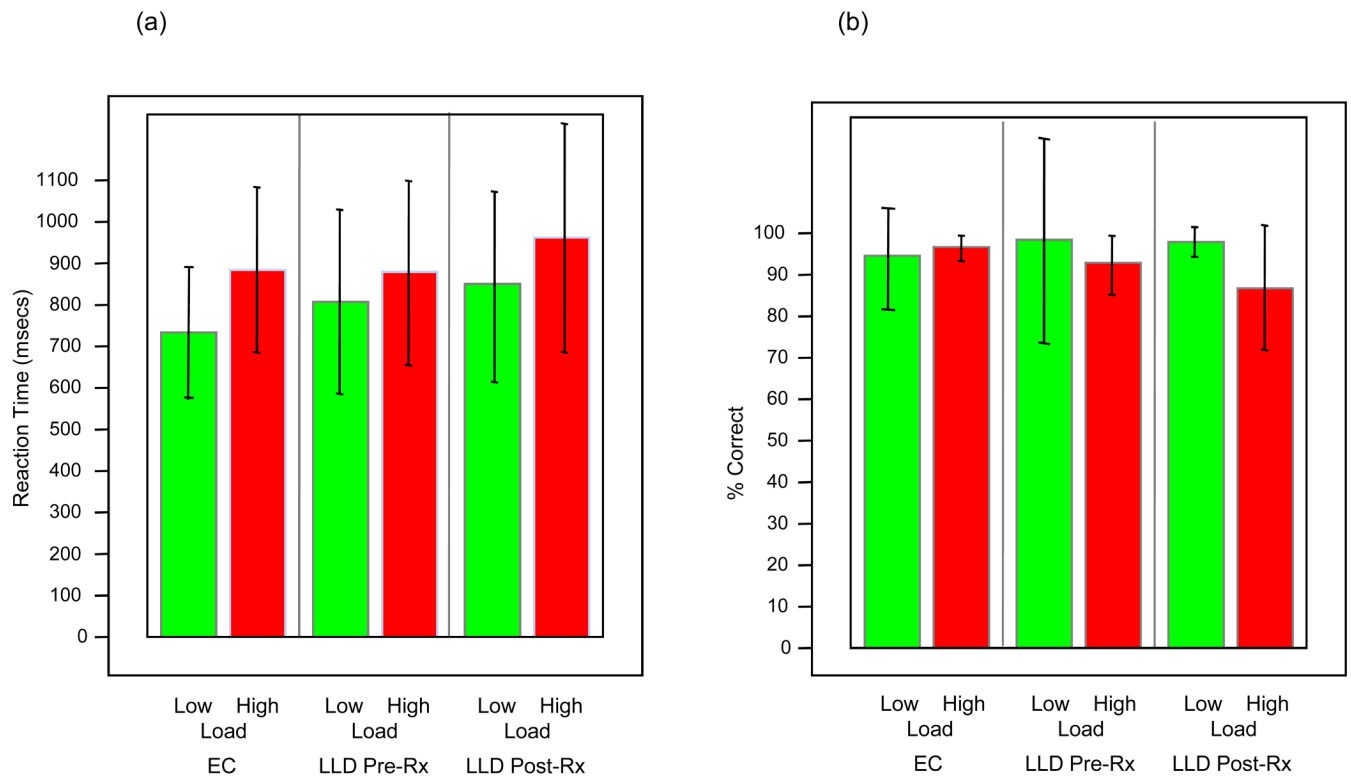 (a)
Reaction Time (msecs)
1100
1000
900
800
700
600
500
400
300
200
100
0
Low High Low High Low High
Load Load Load
EC LLD Pre-Rx LLD Post-Rx
(b)
% Correct
100
90
80
70
60
50
40
30
20
10
0
Low High Low High Low High
Load Load Load
EC LLD Pre-Rx LLD Post-Rx